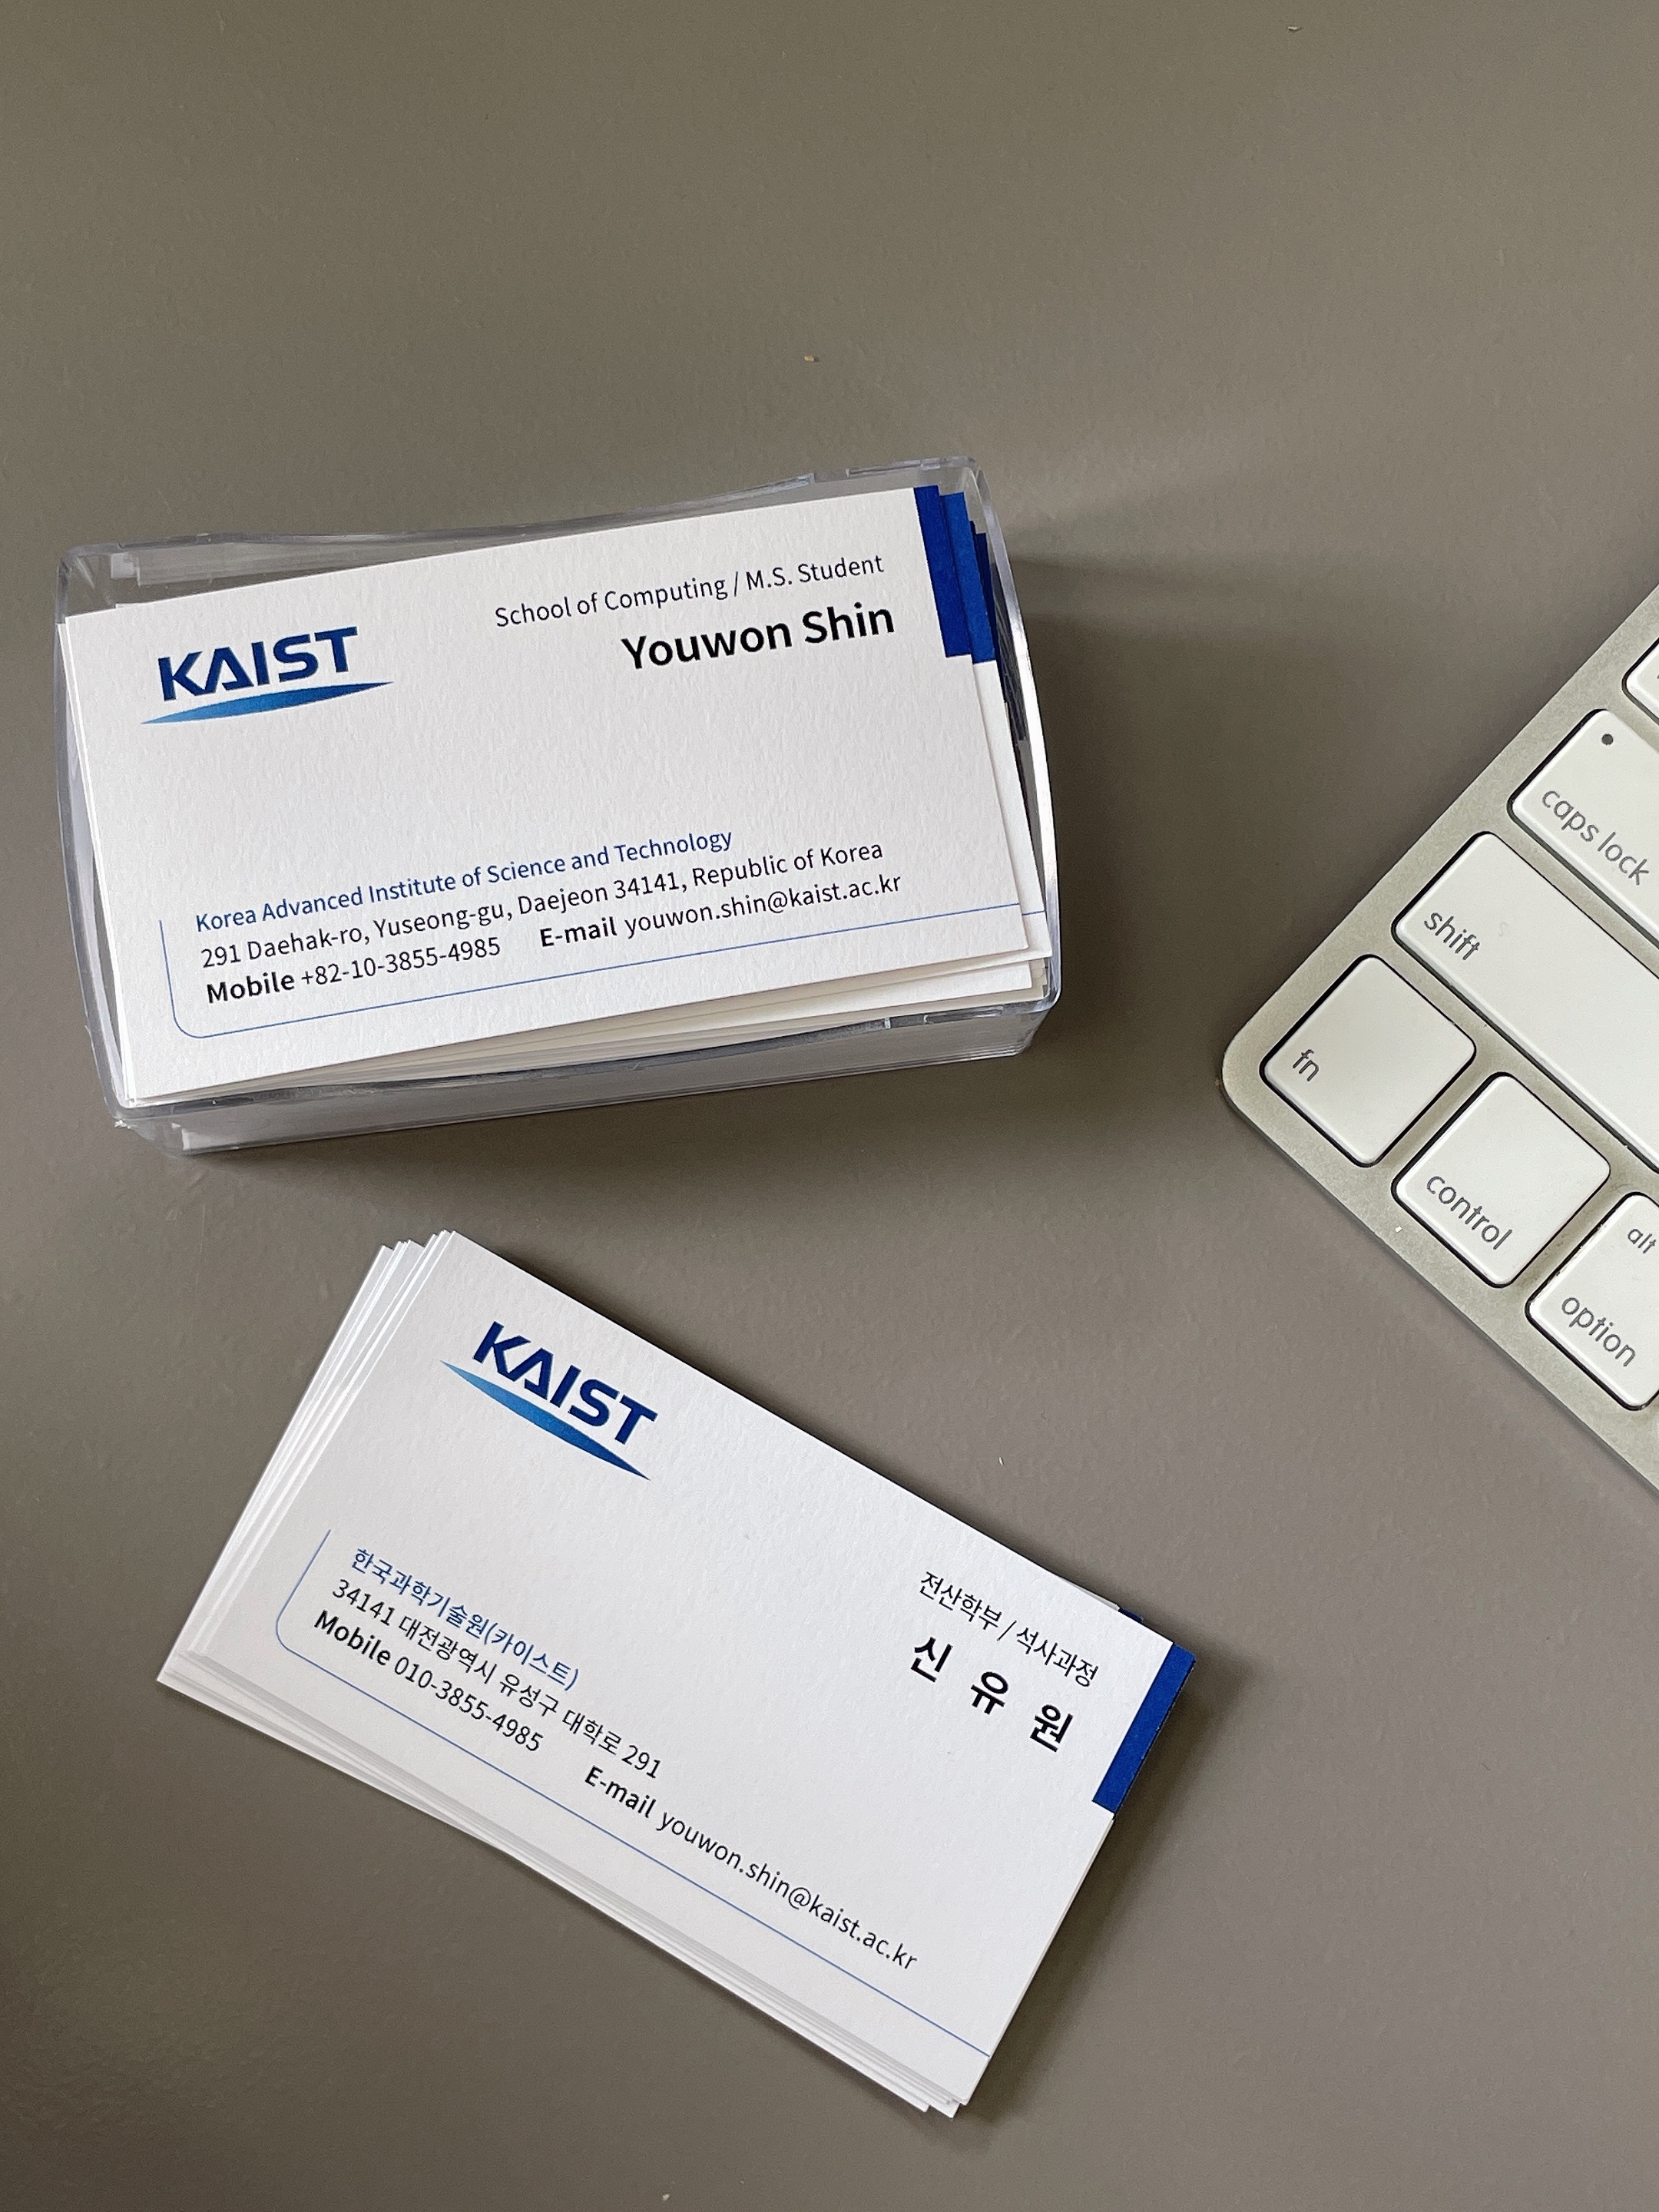 KAIST
School of Computing / M.S. Student
Youwon Shin
Korea Advanced Institute of Science and Technology
291 Daehak-ro, Yuseong-gu, Daejeon 34141, Republic of Korea
Mobile +82-10-3855-4985 E-mail youwon.shin@kaist.ac.kr
caps lock
shift
fn
control
alt
option
KAIST
전산학부 / 석사과정
신 유 원
한국과학기술원(카이스트)
34141 대전광역시 유성구 대학로 291
Mobile 010-3855-4985 E-mail youwon.shin@kaist.ac.kr